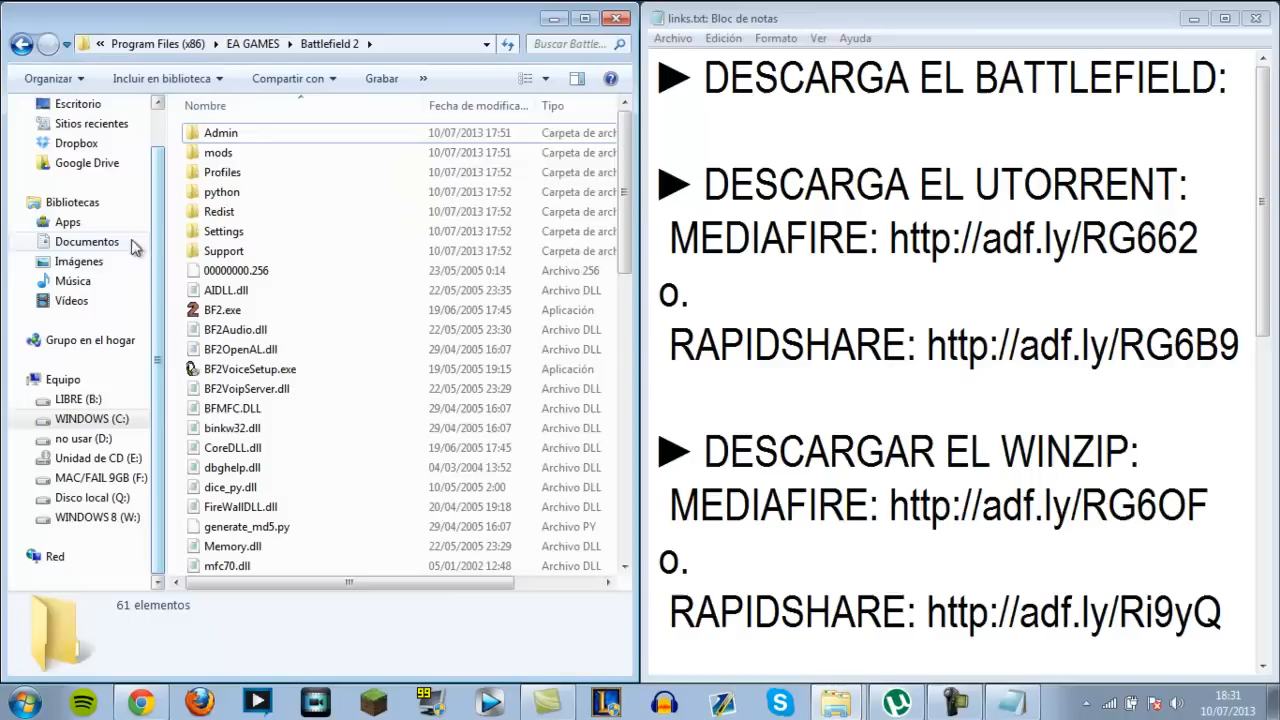 « Program Files (x86) ▸ EA GAMES ▸ Battlefield 2 ▸
Buscar Battle...
Organizar
Incluir en biblioteca
Compartir con
Grabar
»
Escritorio
Sitios recientes
Dropbox
Google Drive
Bibliotecas
Apps
Documentos
Imágenes
Música
Vídeos
Grupo en el hogar
Equipo
LIBRE (B:)
WINDOWS (C:)
no usar (D:)
Unidad de CD (E:)
MAC/FAIL 9GB (F:)
Disco local (Q:)
WINDOWS 8 (W:)
Red
Nombre Fecha de modifica... Tipo
Admin 10/07/2013 17:51 Carpeta de arch
mods 10/07/2013 17:51 Carpeta de arch
Profiles 10/07/2013 17:52 Carpeta de arch
python 10/07/2013 17:52 Carpeta de arch
Redist 10/07/2013 17:52 Carpeta de arch
Settings 10/07/2013 17:52 Carpeta de arch
Support 10/07/2013 17:52 Carpeta de arch
00000000.256 23/05/2005 0:14 Archivo 256
AIDLL.dll 22/05/2005 23:35 Archivo DLL
BF2.exe 19/06/2005 17:45 Aplicación
BF2Audio.dll 22/05/2005 23:30 Archivo DLL
BF2OpenAL.dll 29/04/2005 16:07 Archivo DLL
BF2VoiceSetup.exe 19/05/2005 19:15 Aplicación
BF2VoipServer.dll 22/05/2005 23:29 Archivo DLL
BFMFC.DLL 29/04/2005 16:07 Archivo DLL
binkw32.dll 29/04/2005 16:07 Archivo DLL
CoreDLL.dll 19/06/2005 17:45 Archivo DLL
dbghelp.dll 04/03/2004 13:52 Archivo DLL
dice_py.dll 10/05/2005 2:00 Archivo DLL
FireWallDLL.dll 20/04/2005 19:18 Archivo DLL
generate_md5.py 29/04/2005 16:07 Archivo PY
Memory.dll 22/05/2005 23:29 Archivo DLL
mfc70.dll 05/01/2002 12:48 Archivo DLL
61 elementos
links.txt: Bloc de notas
Archivo Edición Formato Ver Ayuda
► DESCARGA EL BATTLEFIELD:
► DESCARGA EL UTORRENT:
MEDIAFIRE: http://adf.ly/RG662
o.
RAPIDSHARE: http://adf.ly/RG6B9
► DESCARGAR EL WINZIP:
MEDIAFIRE: http://adf.ly/RG6OF
o.
RAPIDSHARE: http://adf.ly/Ri9yQ
99
18:31
10/07/2013